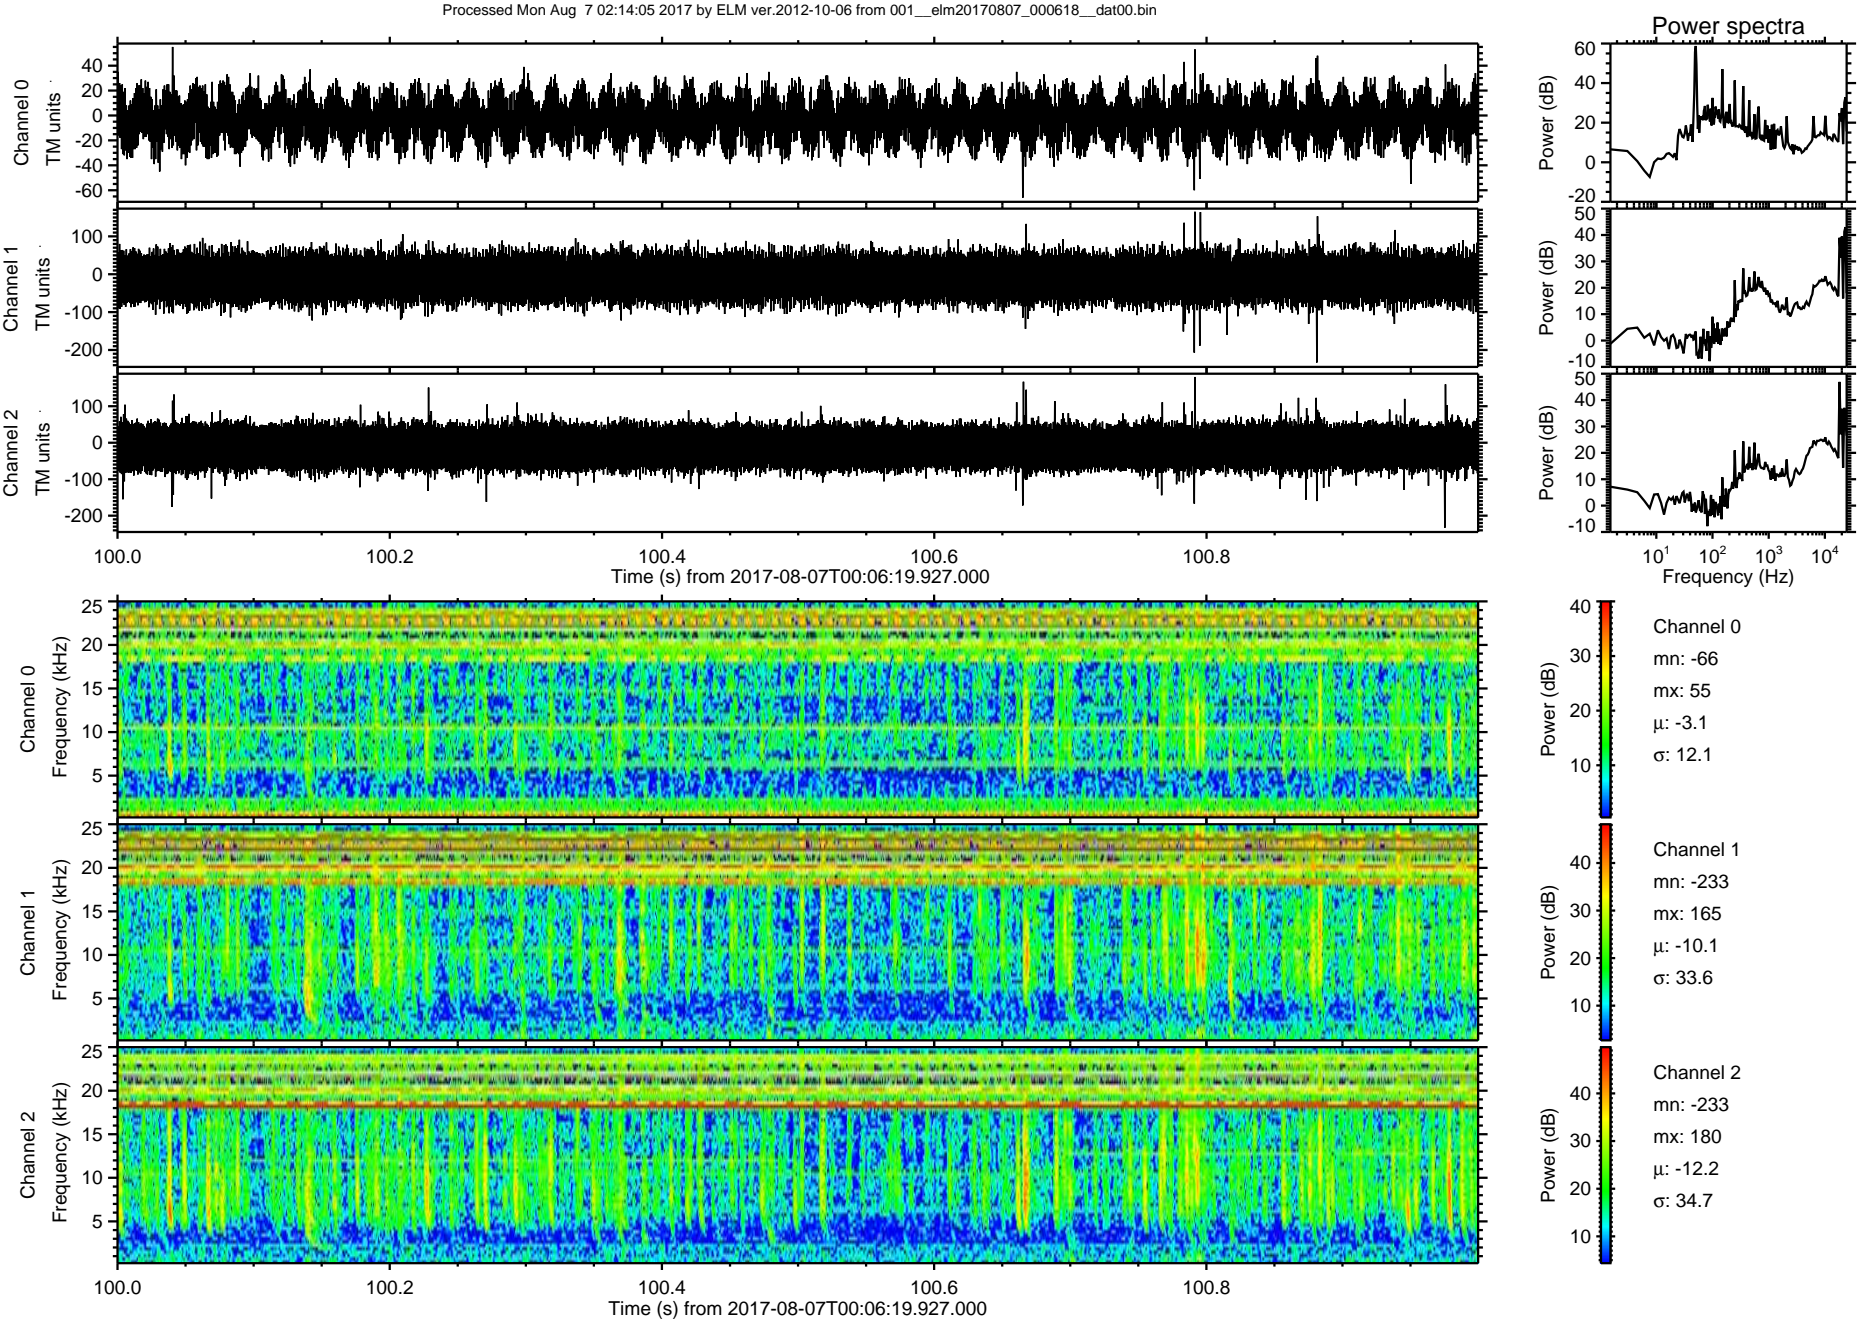 Processed Mon Aug  7 02:14:05 2017 by ELM ver.2012-10-06 from 001__elm20170807_000618__dat00.bin
Power spectra
Channel 0
TM units
40
20
0
-20
-40
-60
Power (dB)
60
40
20
0
-20
Channel 1
TM units
100
0
-100
-200
Power (dB)
50
40
30
20
10
0
-10
Channel 2
TM units
100
0
-100
-200
Power (dB)
50
40
30
20
10
0
-10
100.0 100.2 100.4 100.6 100.8
Time (s) from 2017-08-07T00:06:19.927.000
10¹ 10² 10³ 10⁴
Frequency (Hz)
Channel 0
Frequency (kHz)
25
20
15
10
5
Power (dB)
40
30
20
10
Channel 0
mn: -66
mx: 55
μ: -3.1
σ: 12.1
Channel 1
Frequency (kHz)
25
20
15
10
5
Power (dB)
40
30
20
10
Channel 1
mn: -233
mx: 165
μ: -10.1
σ: 33.6
Channel 2
Frequency (kHz)
25
20
15
10
5
Power (dB)
40
30
20
10
Channel 2
mn: -233
mx: 180
μ: -12.2
σ: 34.7
100.0 100.2 100.4 100.6 100.8
Time (s) from 2017-08-07T00:06:19.927.000